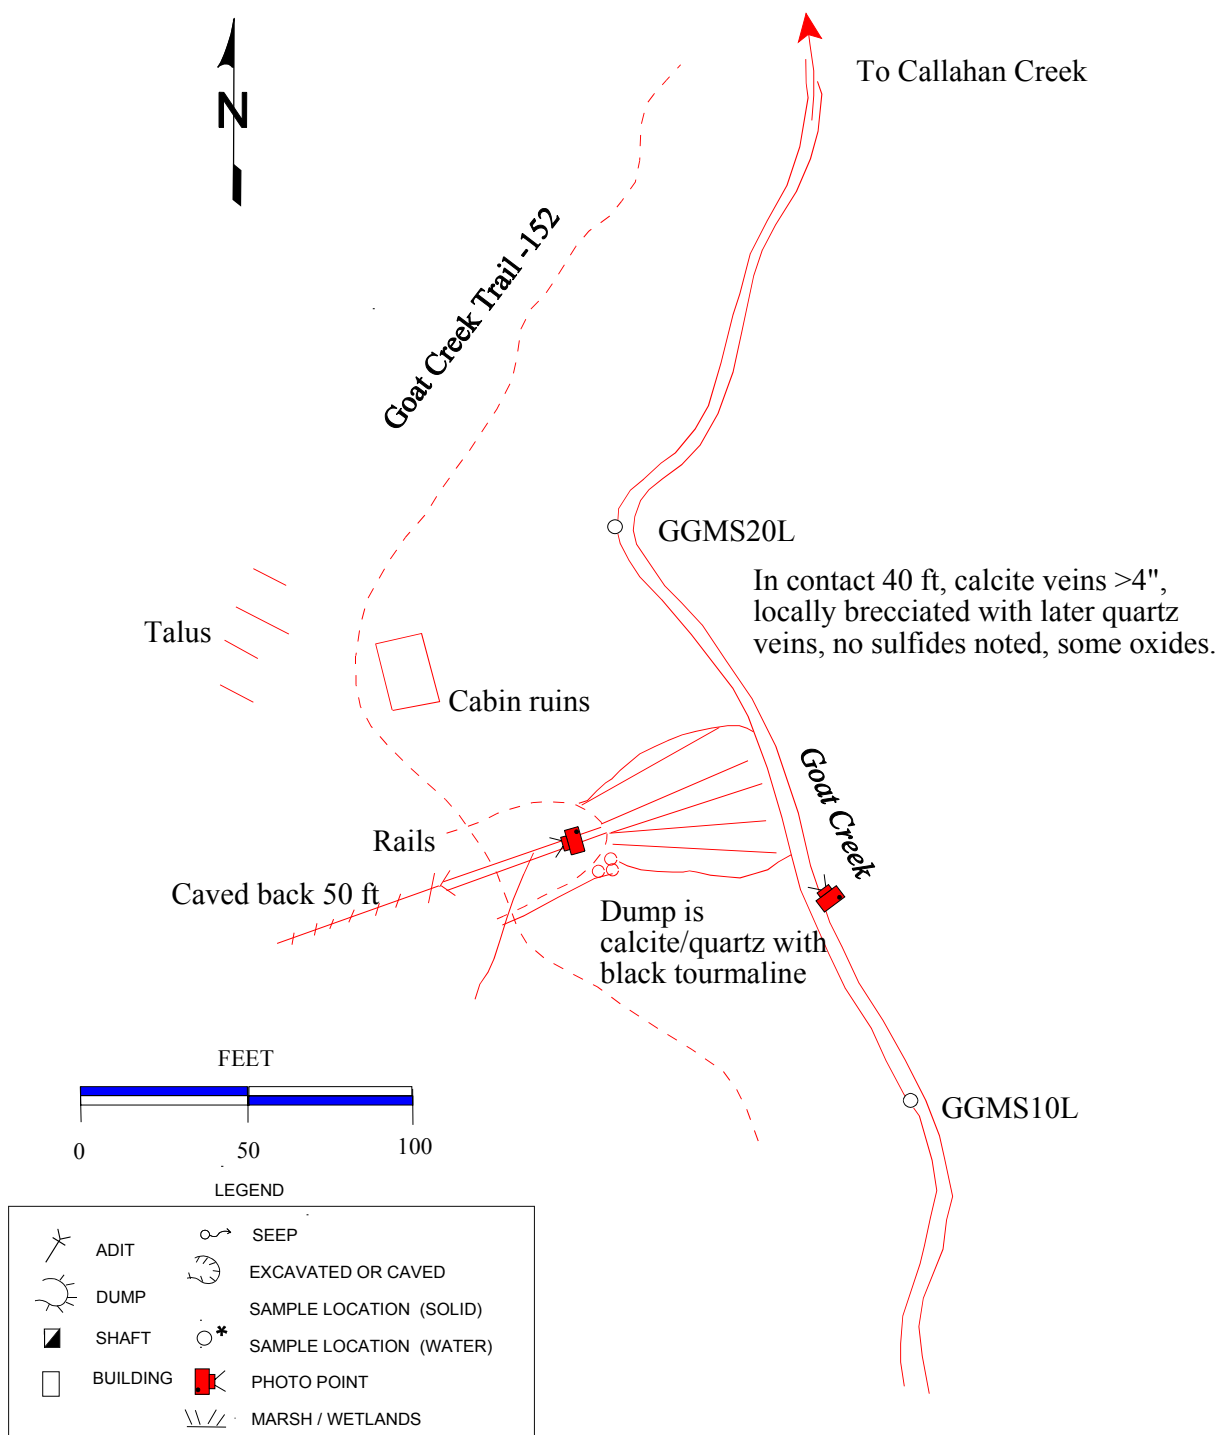 To Callahan Creek
N
Goat Creek Trail -152
GGMS20L
In contact 40 ft, calcite veins >4",
locally brecciated with later quartz
veins, no sulfides noted, some oxides.
Talus
Cabin ruins
Goat Creek
Rails
Caved back 50 ft
Dump is
calcite/quartz with
black tourmaline
GGMS10L
FEET
0 50 100
LEGEND
ADIT
DUMP
SHAFT
BUILDING
SEEP
EXCAVATED OR CAVED
SAMPLE LOCATION (SOLID)
* SAMPLE LOCATION (WATER)
PHOTO POINT
MARSH / WETLANDS